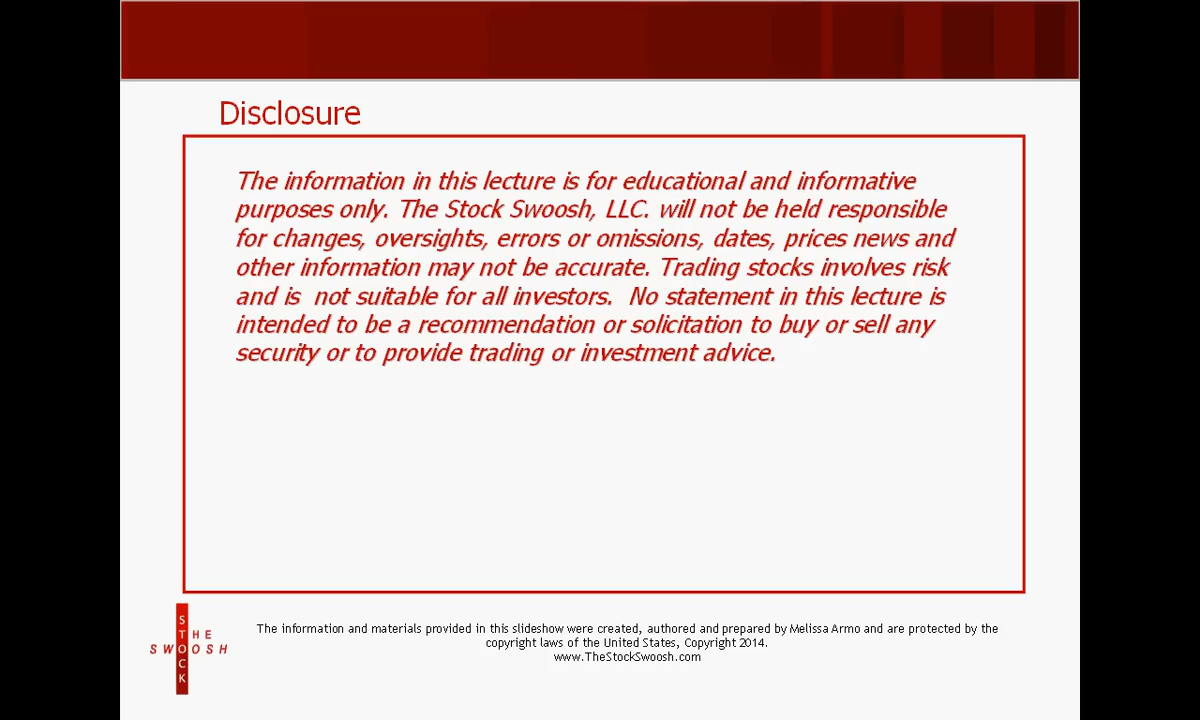 Disclosure
The information in this lecture is for educational and informative
purposes only. The Stock Swoosh, LLC. will not be held responsible
for changes, oversights, errors or omissions, dates, prices news and
other information may not be accurate. Trading stocks involves risk
and is  not suitable for all investors.  No statement in this lecture is
intended to be a recommendation or solicitation to buy or sell any
security or to provide trading or investment advice.
THE
STOCK
SWOOSH
The information and materials provided in this slideshow were created, authored and prepared by Melissa Armo and are protected by the
copyright laws of the United States, Copyright 2014.
www.TheStockSwoosh.com